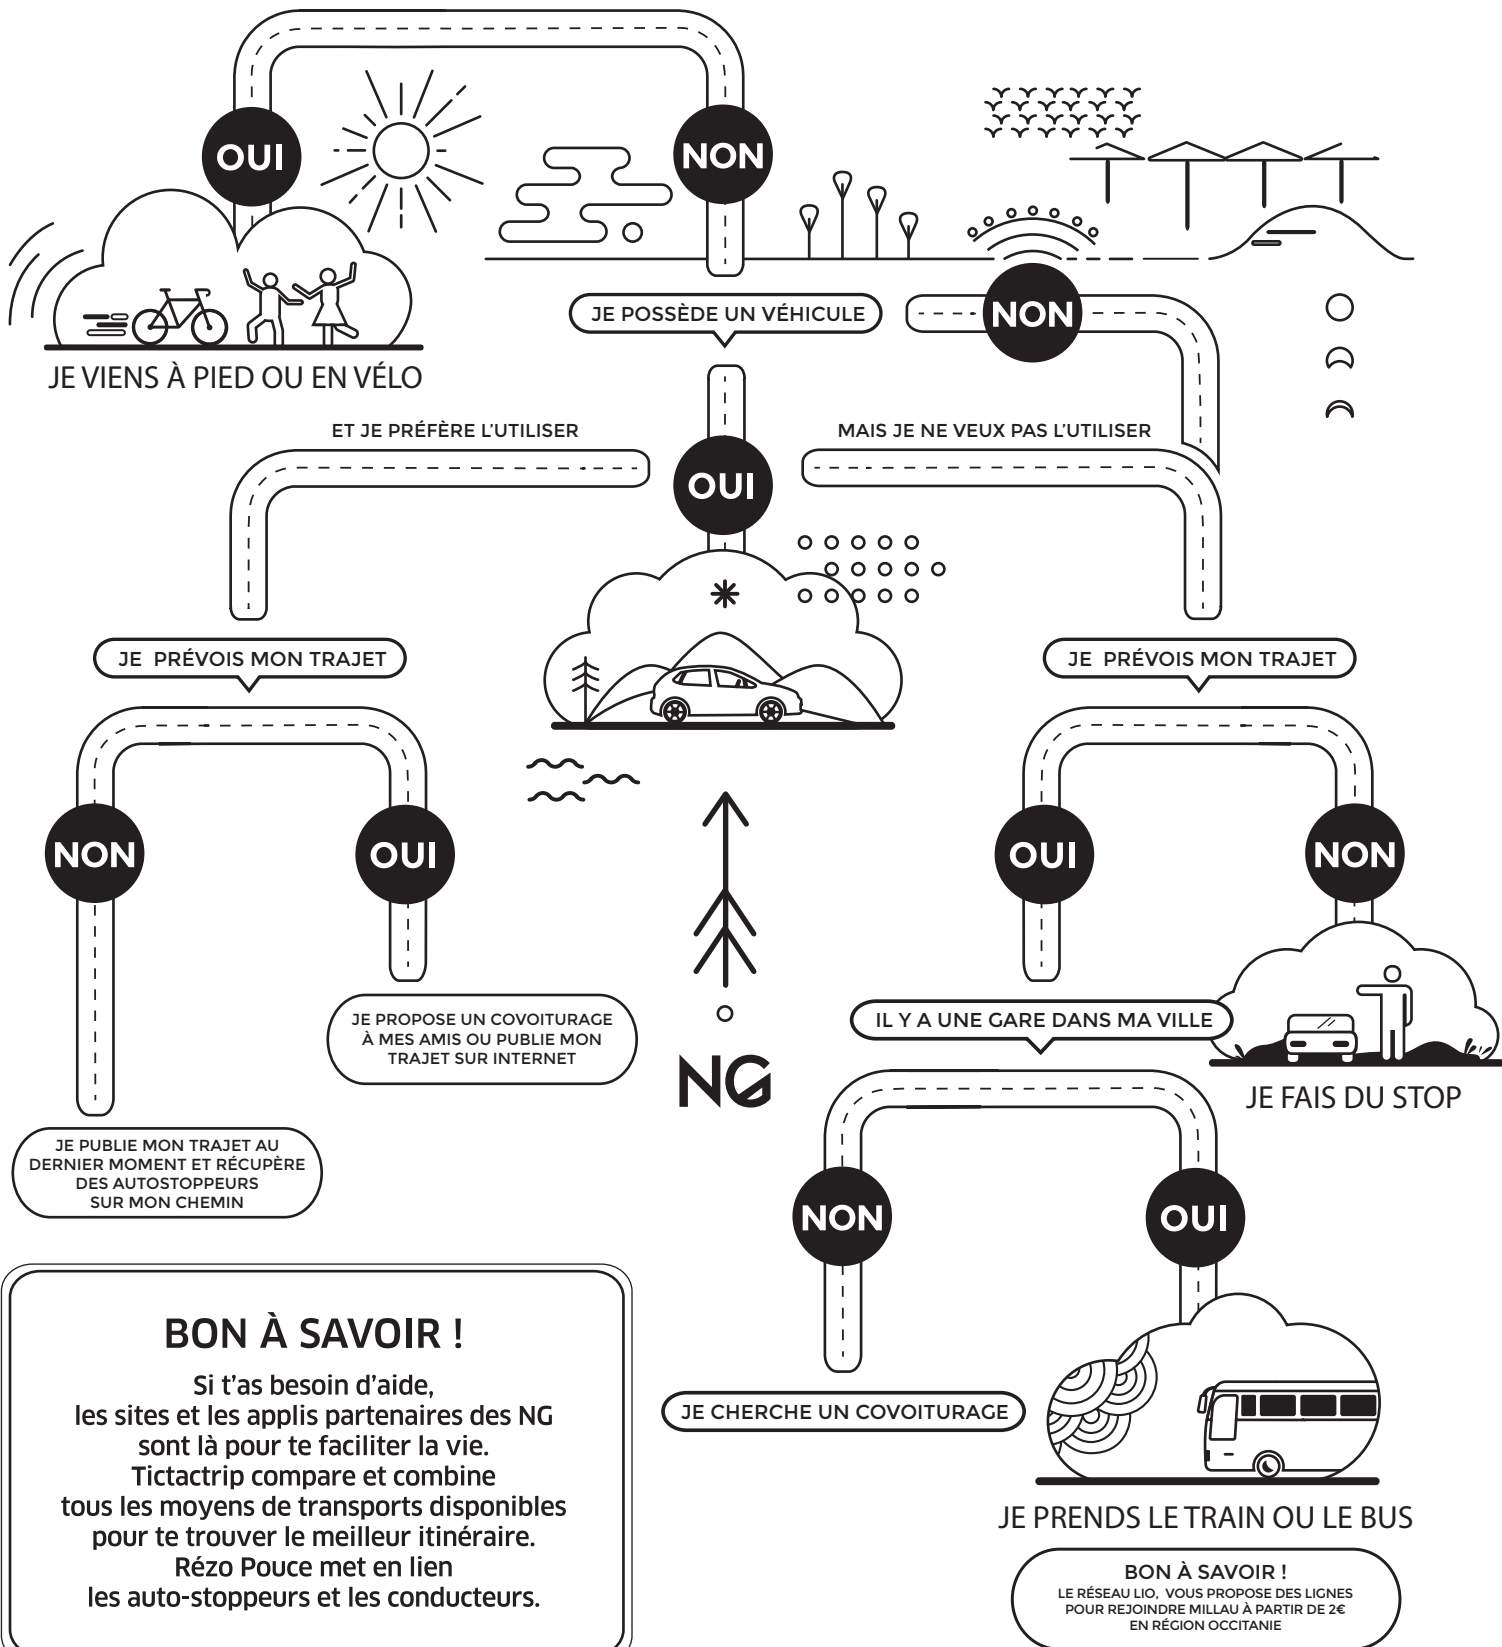 OUI
NON
JE VIENS À PIED OU EN VÉLO
JE POSSÈDE UN VÉHICULE
NON
ET JE PRÉFÈRE L'UTILISER
OUI
MAIS JE NE VEUX PAS L'UTILISER
JE PRÉVOIS MON TRAJET
NON
OUI
JE PROPOSE UN COVOITURAGE
À MES AMIS OU PUBLIE MON
TRAJET SUR INTERNET
JE PUBLIE MON TRAJET AU
DERNIER MOMENT ET RÉCUPÈRE
DES AUTOSTOPPEURS
SUR MON CHEMIN
NG
JE PRÉVOIS MON TRAJET
OUI
NON
JE FAIS DU STOP
IL Y A UNE GARE DANS MA VILLE
NON
OUI
JE CHERCHE UN COVOITURAGE
JE PRENDS LE TRAIN OU LE BUS
BON À SAVOIR !
LE RÉSEAU LIO, VOUS PROPOSE DES LIGNES
POUR REJOINDRE MILLAU À PARTIR DE 2€
EN RÉGION OCCITANIE
BON À SAVOIR !
Si t'as besoin d'aide,
les sites et les applis partenaires des NG
sont là pour te faciliter la vie.
Tictactrip compare et combine
tous les moyens de transports disponibles
pour te trouver le meilleur itinéraire.
Rézo Pouce met en lien
les auto-stoppeurs et les conducteurs.